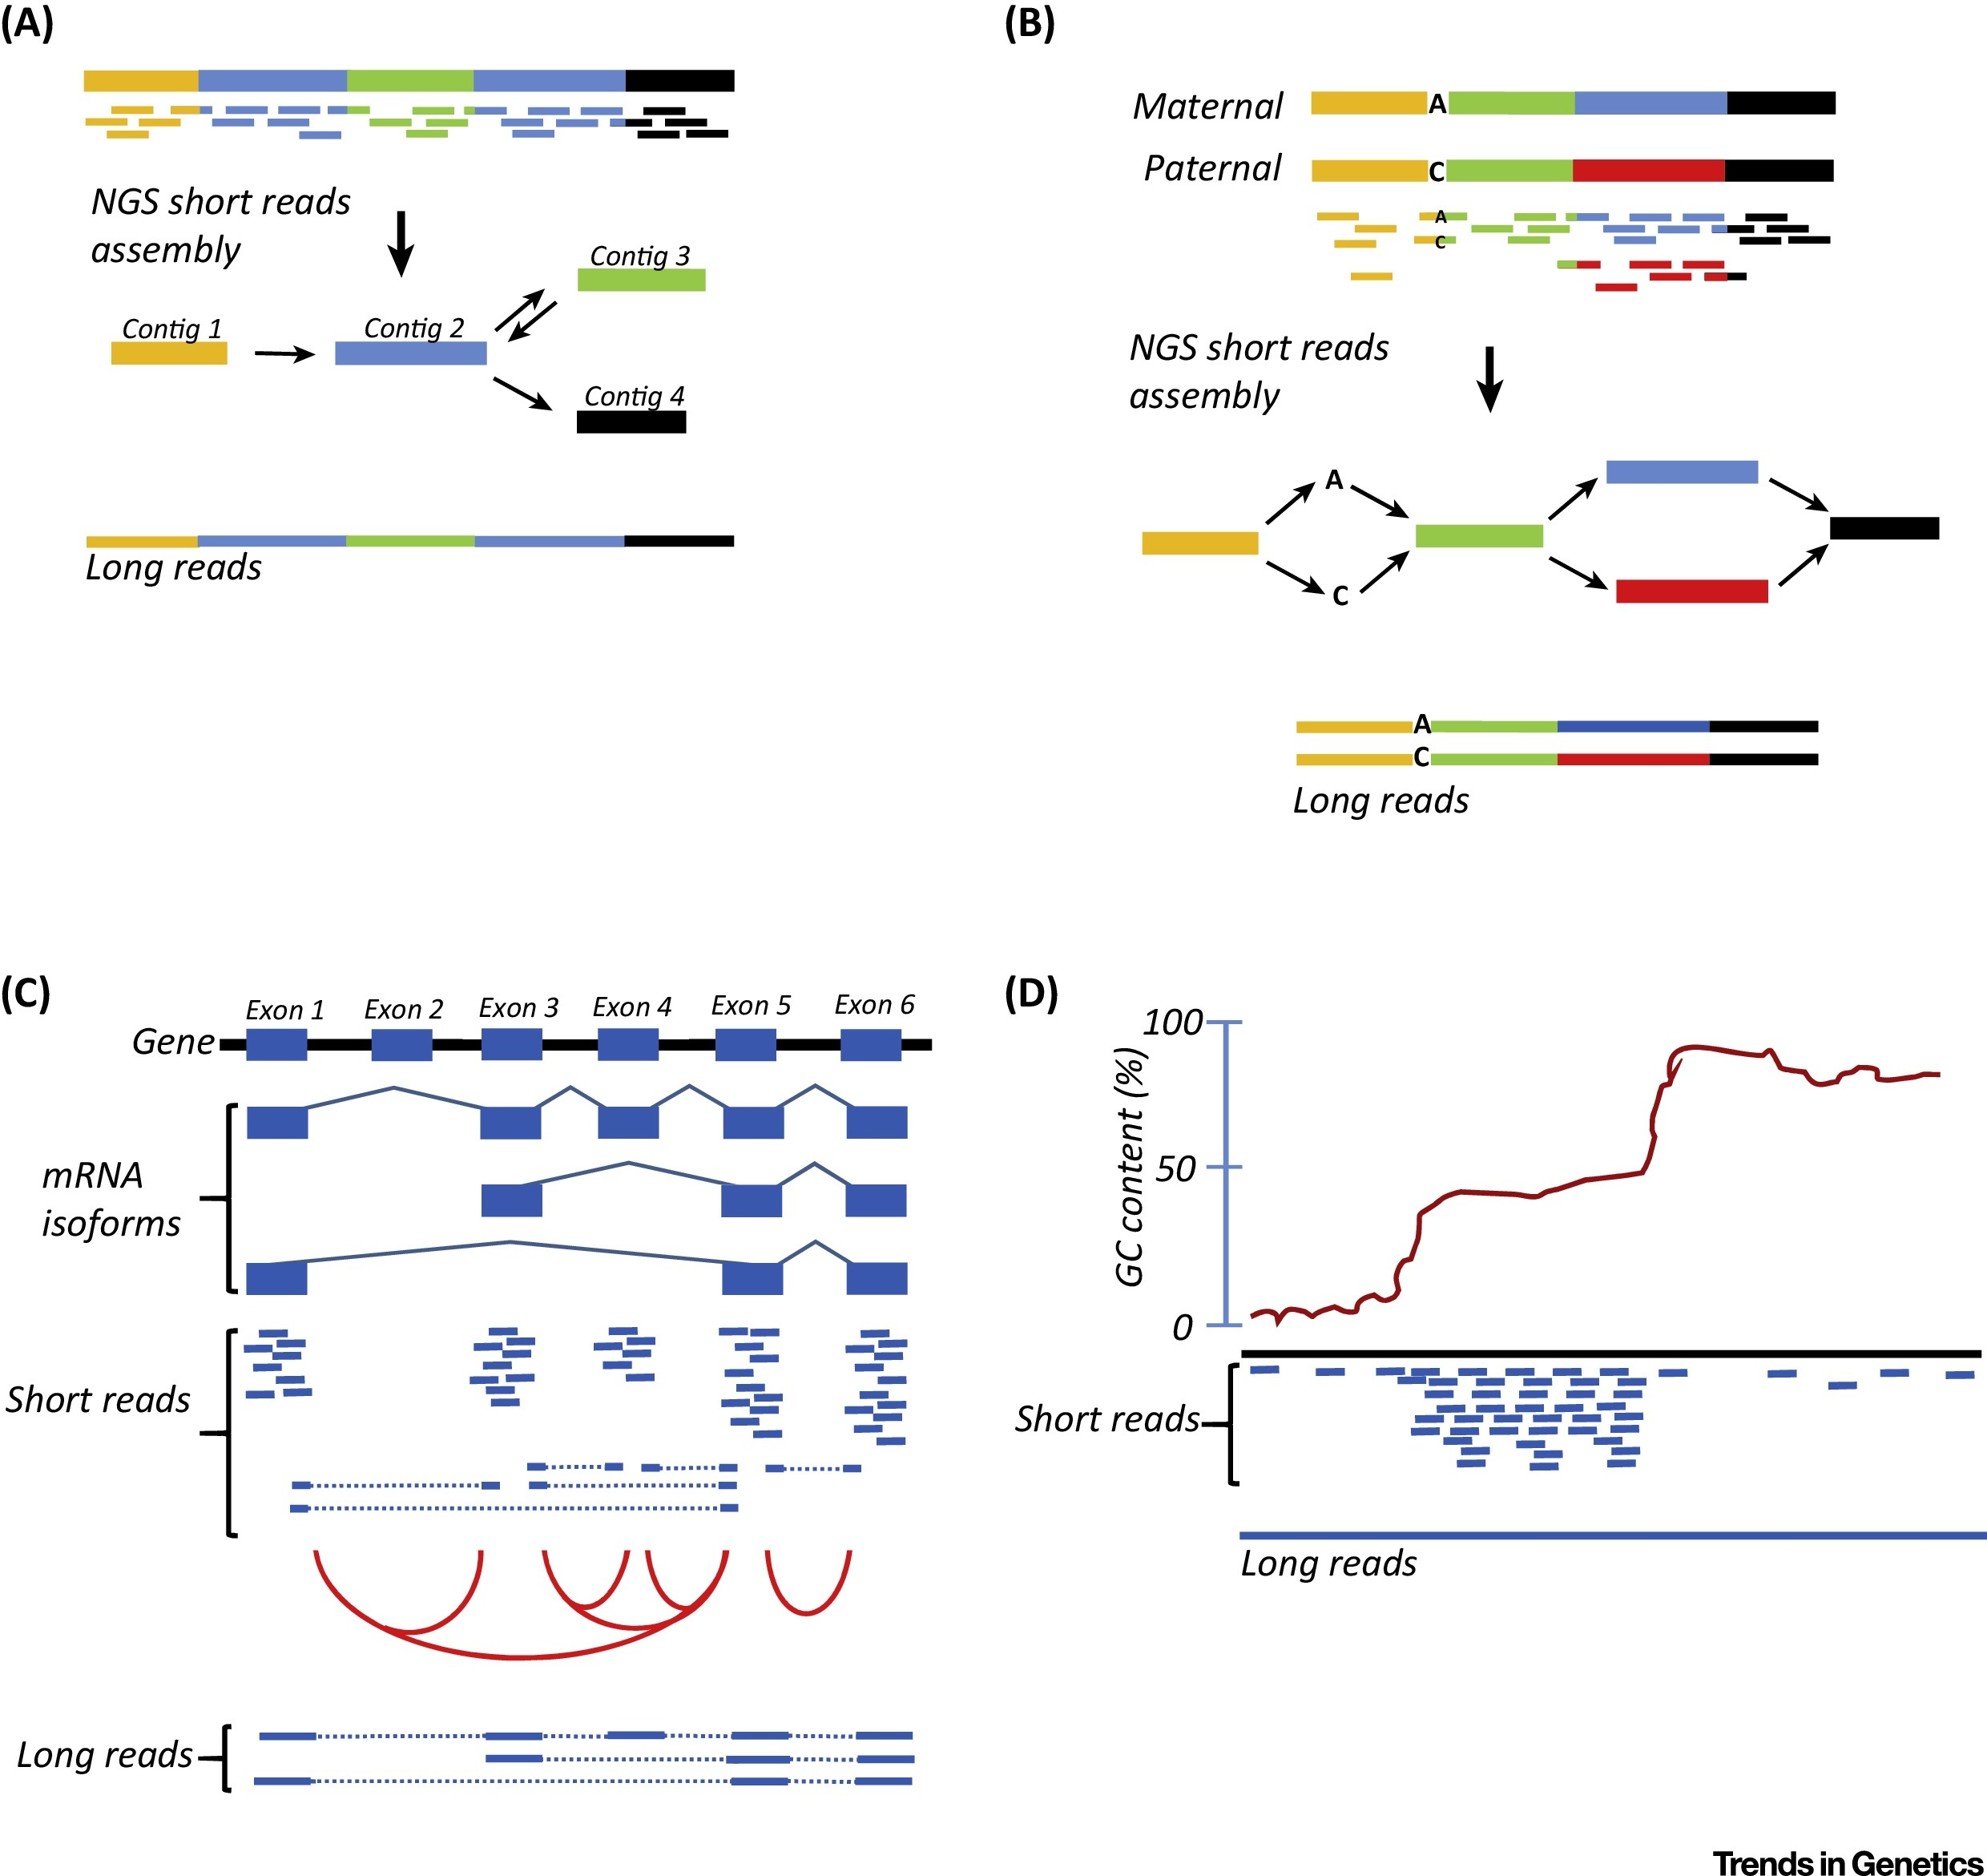 (A)
NGS short reads
assembly
Contig 1
Contig 2
Contig 3
Contig 4
Long reads
(B)
Maternal
A
Paternal
C
A
C
NGS short reads
assembly
A
C
A
C
Long reads
(C)
Exon 1 Exon 2 Exon 3 Exon 4 Exon 5 Exon 6
Gene
mRNA
isoforms
Short reads
Long reads
(D)
100
50
0
GC content (%)
Short reads
Long reads
Trends in Genetics